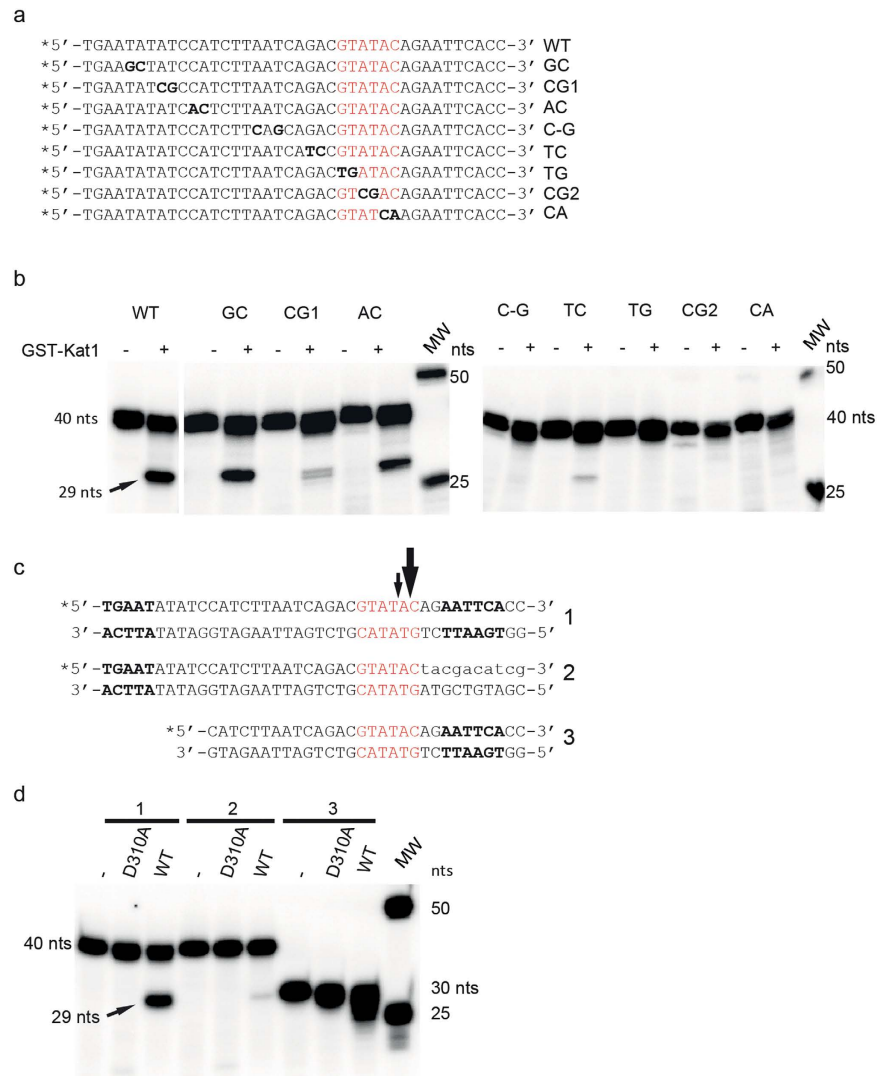 a
*5’-TGAATATATCCATCTTAATCAGACGTATACAGAATTCACC-3’ WT
*5’-TGAAGCTATCCATCTTAATCAGACGTATACAGAATTCACC-3’ GC
*5’-TGAATATCGCCATCTTAATCAGACGTATACAGAATTCACC-3’ CG1
*5’-TGAATATATCACTCTTAATCAGACGTATACAGAATTCACC-3’ AC
*5’-TGAATATATCCATCTTCAGCAGACGTATACAGAATTCACC-3’ C-G
*5’-TGAATATATCCATCTTAATCATCCGTATACAGAATTCACC-3’ TC
*5’-TGAATATATCCATCTTAATCAGACTGATACAGAATTCACC-3’ TG
*5’-TGAATATATCCATCTTAATCAGACGTCGACAGAATTCACC-3’ CG2
*5’-TGAATATATCCATCTTAATCAGACGTATCAAGAATTCACC-3’ CA
b
WT GC CG1 AC MW
GST-Kat1 - + - + - + - + nts
50
40 nts
29 nts
25
C-G TC TG CG2 CA MW
- + - + - + - + - + nts
50
40 nts
25
c
*5’-TGAATATATCCATCTTAATCAGACGTATACAGAATTCACC-3’ 1
3’-ACTTATATAGGTAGAATTAGTCTGCATATGTCTTAAGTGG-5’
*5’-TGAATATATCCATCTTAATCAGACGTATACtacgacatcg-3’ 2
3’-ACTTATATAGGTAGAATTAGTCTGCATATGATGCTGTAGC-5’
*5’-CATCTTAATCAGACGTATACAGAATTCACC-3’ 3
3’-GTAGAATTAGTCTGCATATGTCTTAAGTGG-5’
d
1 2 3
- D310A WT - D310A WT - D310A WT MW nts
50
40 nts
30 nts
29 nts
25